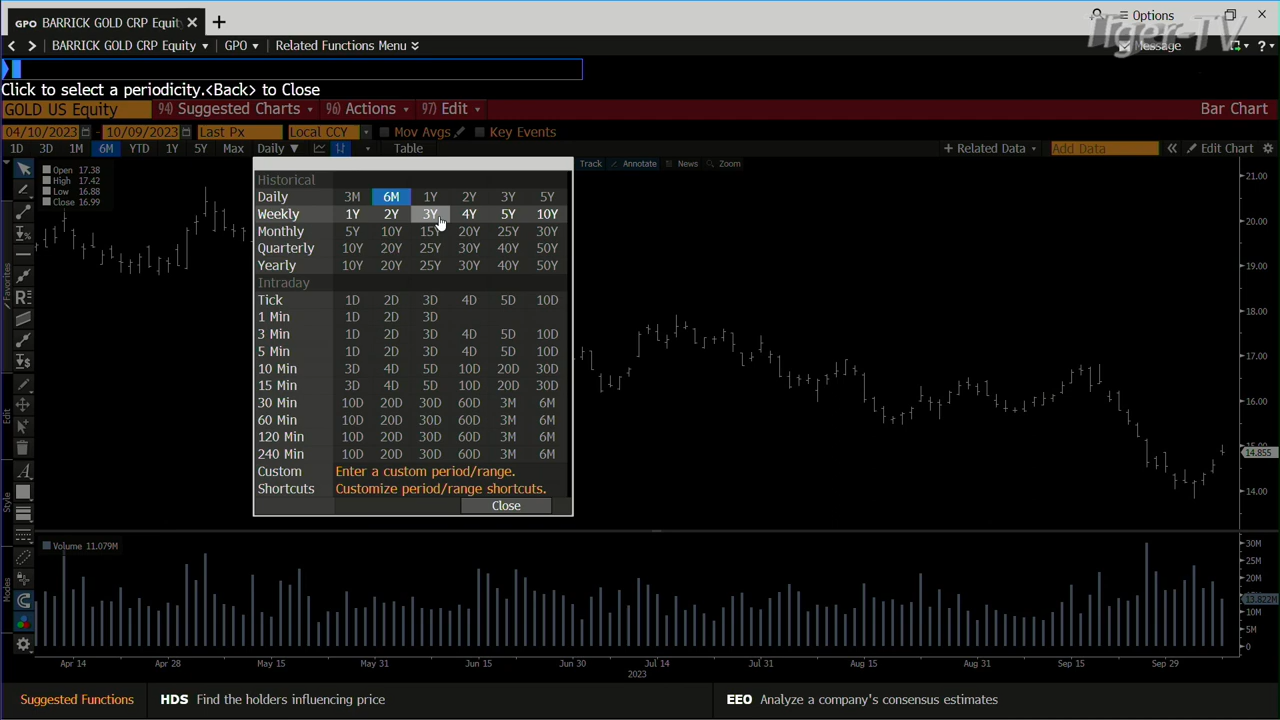 GPO BARRICK GOLD CRP Equit × +
Options
Tiger-TV
BARRICK GOLD CRP Equity GPO Related Functions Menu
Message ?
Click to select a periodicity.<Back> to Close
GOLD US Equity 94) Suggested Charts 96) Actions 97) Edit Bar Chart
04/10/2023 - 10/09/2023 Last Px Local CCY Mov Avgs Key Events
1D 3D 1M 6M YTD 1Y 5Y Max Daily ▼ Table + Related Data Add Data « Edit Chart
Track Annotate News Zoom
Open 17.38
High 17.42
Low 16.88
Close 16.99
Historical
Daily 3M 6M 1Y 2Y 3Y 5Y
Weekly 1Y 2Y 3Y 4Y 5Y 10Y
Monthly 5Y 10Y 15Y 20Y 25Y 30Y
Quarterly 10Y 20Y 25Y 30Y 40Y 50Y
Yearly 10Y 20Y 25Y 30Y 40Y 50Y
Intraday
Tick 1D 2D 3D 4D 5D 10D
1 Min 1D 2D 3D
3 Min 1D 2D 3D 4D 5D 10D
5 Min 1D 2D 3D 4D 5D 10D
10 Min 3D 4D 5D 10D 20D 30D
15 Min 3D 4D 5D 10D 20D 30D
30 Min 10D 20D 30D 60D 3M 6M
60 Min 10D 20D 30D 60D 3M 6M
120 Min 10D 20D 30D 60D 3M 6M
240 Min 10D 20D 30D 60D 3M 6M
Custom Enter a custom period/range.
Shortcuts Customize period/range shortcuts.
Close
Favorites
Edit
Style
Modes
21.00
20.00
19.00
18.00
17.00
16.00
15.00
14.855
14.00
Volume 11.079M
30M
25M
20M
13.822M
10M
5M
0
Apr 14 Apr 28 May 15 May 31 Jun 15 Jun 30 Jul 14 Jul 31 Aug 15 Aug 31 Sep 15 Sep 29
2023
Suggested Functions HDS Find the holders influencing price EEO Analyze a company's consensus estimates